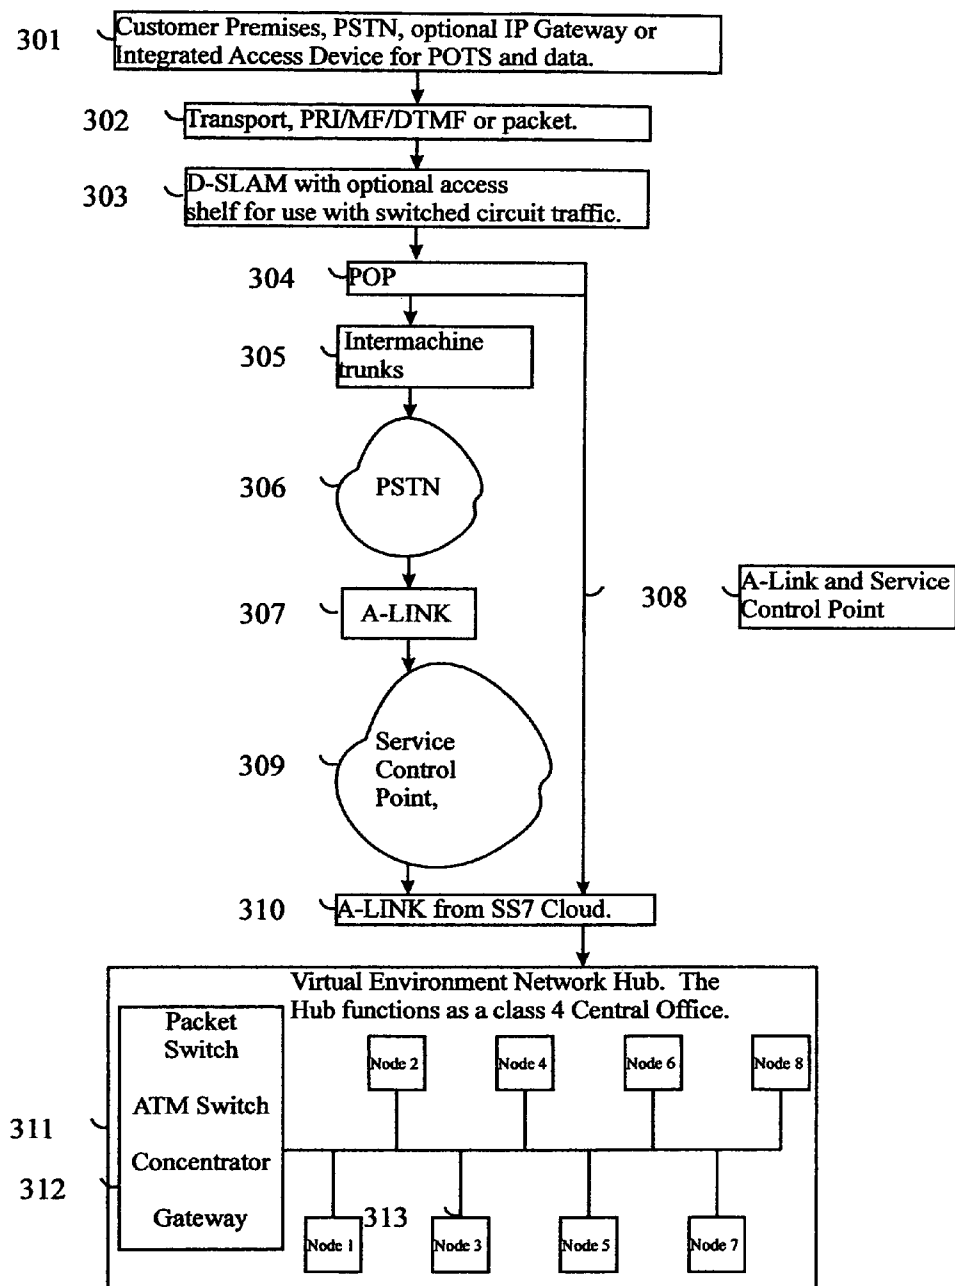 301
Customer Premises, PSTN, optional IP Gateway or
Integrated Access Device for POTS and data.
302
Transport, PRI/MF/DTMF or packet.
303
D-SLAM with optional access
shelf for use with switched circuit traffic.
304
POP
305
Intermachine
trunks
306
PSTN
307
A-LINK
308
A-Link and Service
Control Point
309
Service
Control
Point,
310
A-LINK from SS7 Cloud.
Virtual Environment Network Hub. The
Hub functions as a class 4 Central Office.
311
312
Packet
Switch
ATM Switch
Concentrator
Gateway
Node 2
Node 4
Node 6
Node 8
313
Node 1
Node 3
Node 5
Node 7